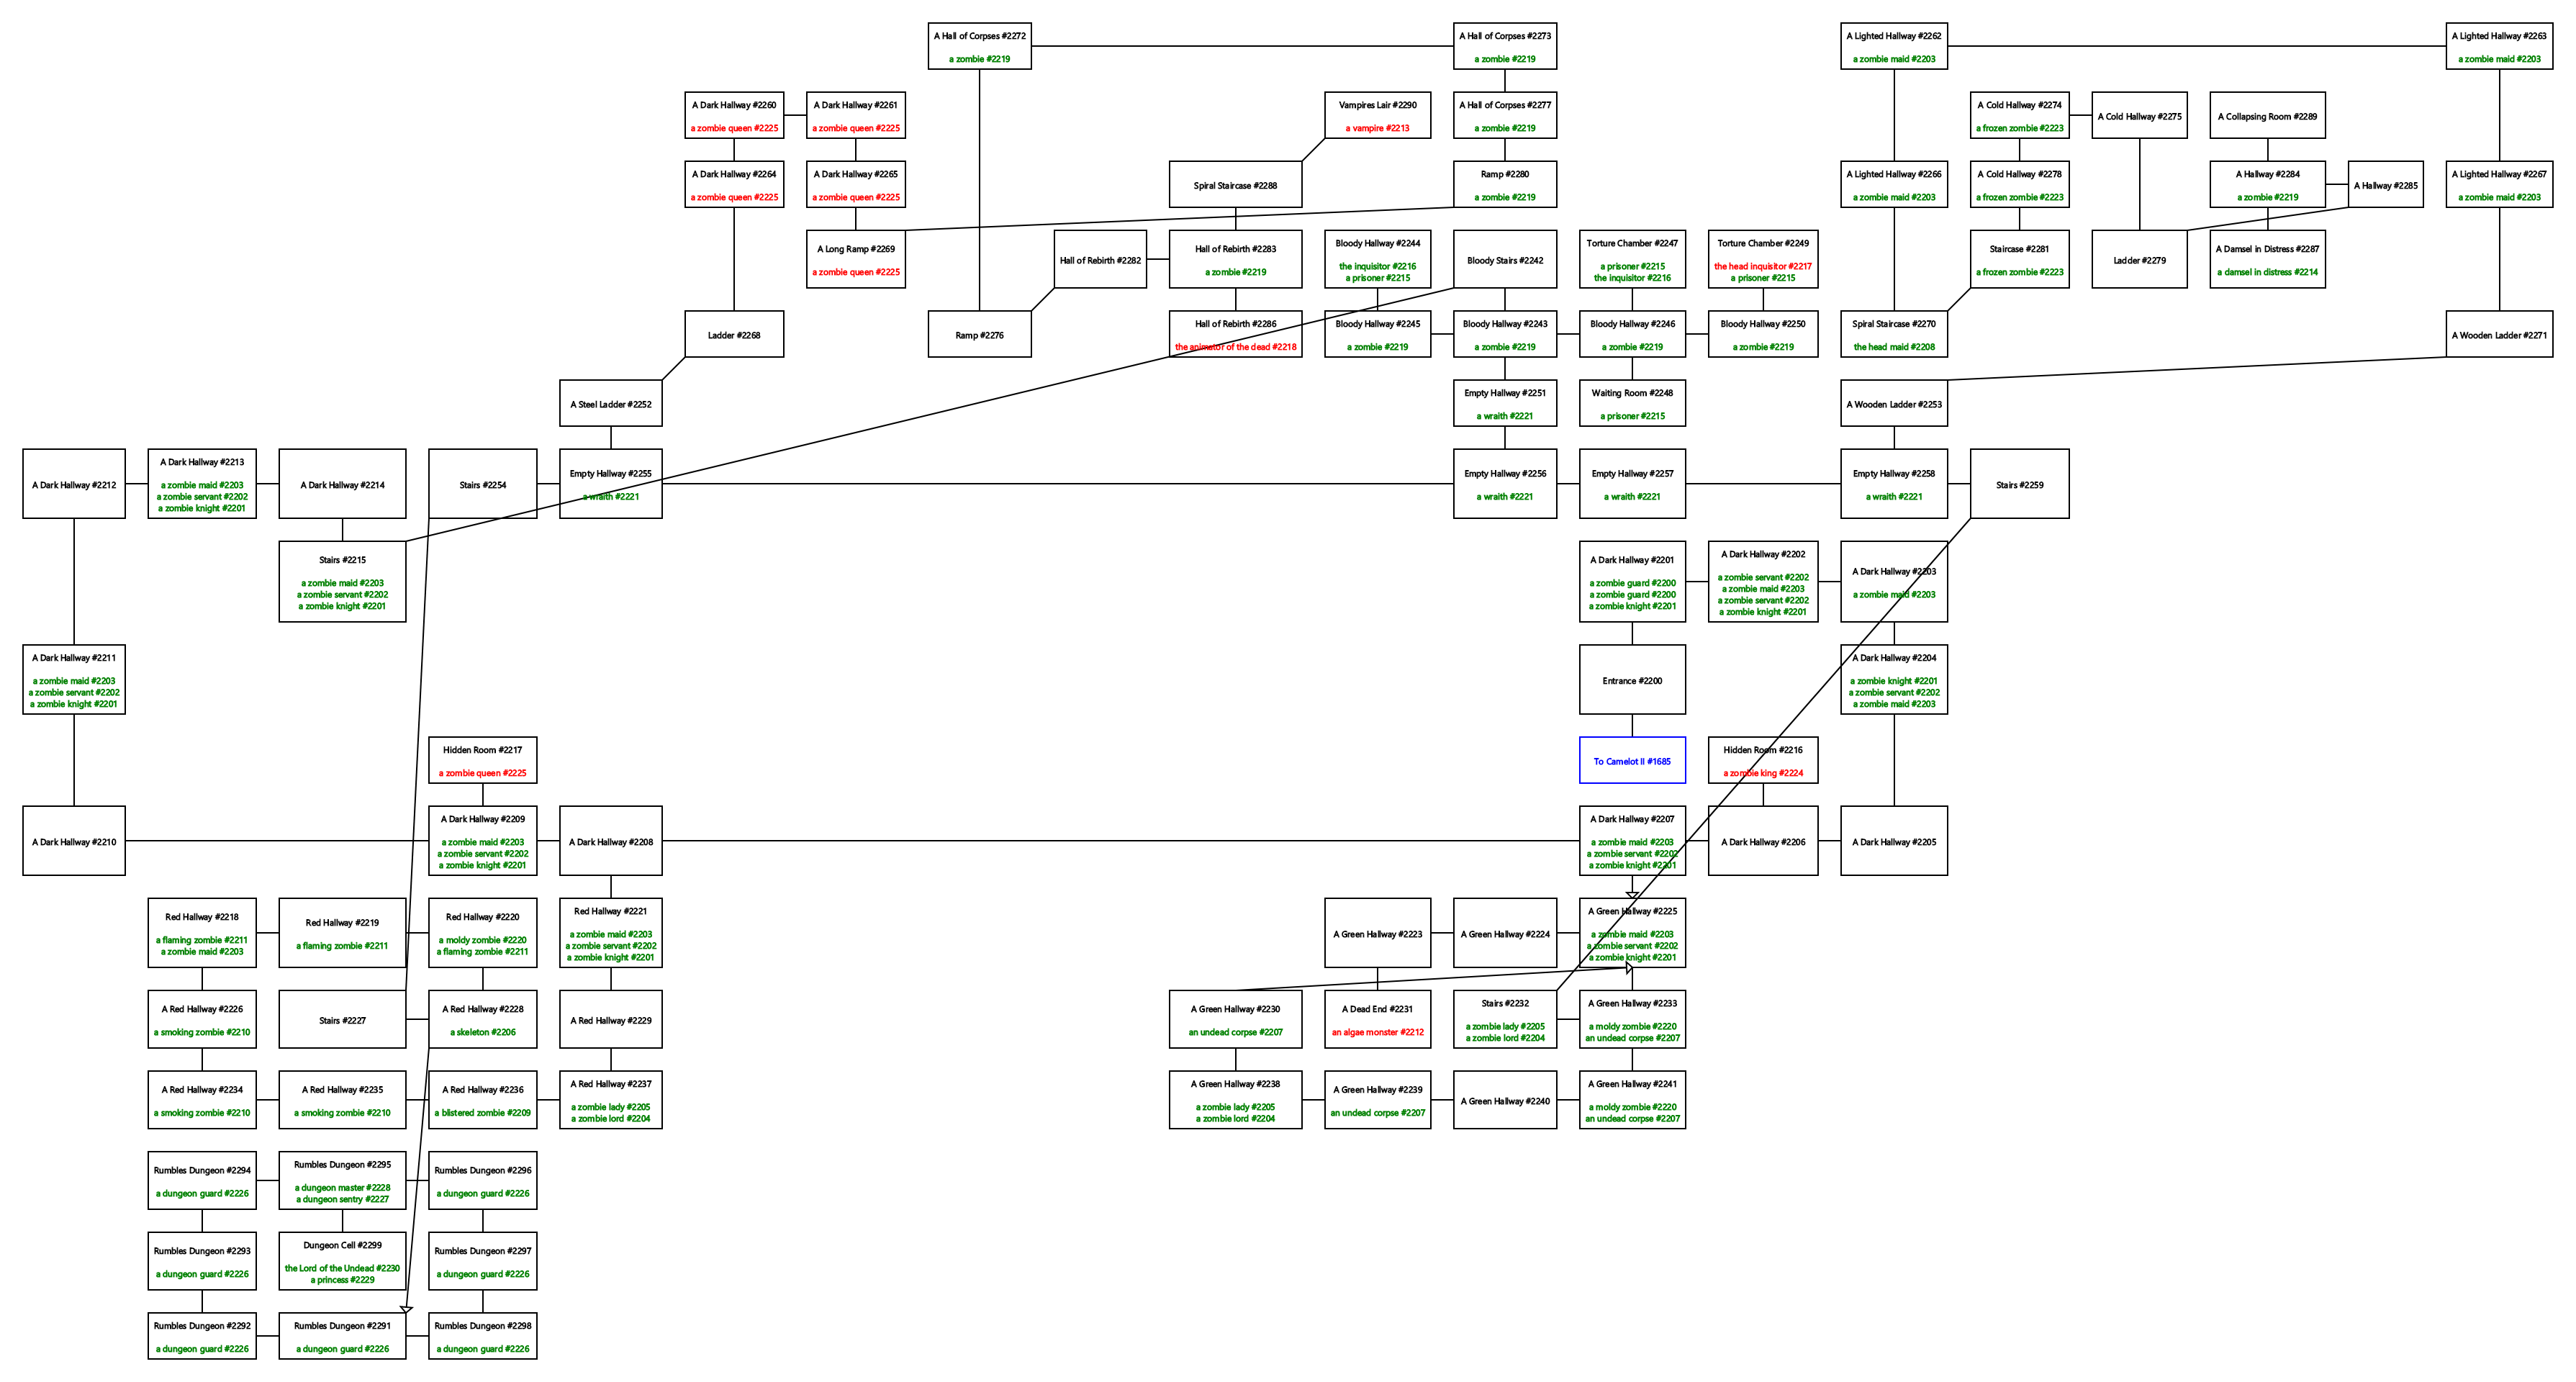 A Hall of Corpses #2272
a zombie #2219
A Hall of Corpses #2273
a zombie #2219
A Lighted Hallway #2262
a zombie maid #2203
A Lighted Hallway #2263
a zombie maid #2203
A Dark Hallway #2260
a zombie queen #2225
A Dark Hallway #2261
a zombie queen #2225
Vampires Lair #2290
a vampire #2213
A Hall of Corpses #2277
a zombie #2219
A Cold Hallway #2274
a frozen zombie #2223
A Cold Hallway #2275
A Collapsing Room #2289
A Dark Hallway #2264
a zombie queen #2225
A Dark Hallway #2265
a zombie queen #2225
Spiral Staircase #2288
Ramp #2280
a zombie #2219
A Lighted Hallway #2266
a zombie maid #2203
A Cold Hallway #2278
a frozen zombie #2223
A Hallway #2284
a zombie #2219
A Hallway #2285
A Lighted Hallway #2267
a zombie maid #2203
A Long Ramp #2269
a zombie queen #2225
Hall of Rebirth #2282
Hall of Rebirth #2283
a zombie #2219
Bloody Hallway #2244
the inquisitor #2216
a prisoner #2215
Bloody Stairs #2242
Torture Chamber #2247
a prisoner #2215
the inquisitor #2216
Torture Chamber #2249
the head inquisitor #2217
a prisoner #2215
Staircase #2281
a frozen zombie #2223
Ladder #2279
A Damsel in Distress #2287
a damsel in distress #2214
Ladder #2268
Ramp #2276
Hall of Rebirth #2286
the animator of the dead #2218
Bloody Hallway #2245
a zombie #2219
Bloody Hallway #2243
a zombie #2219
Bloody Hallway #2246
a zombie #2219
Bloody Hallway #2250
a zombie #2219
Spiral Staircase #2270
the head maid #2208
A Wooden Ladder #2271
A Steel Ladder #2252
Empty Hallway #2251
a wraith #2221
Waiting Room #2248
a prisoner #2215
A Wooden Ladder #2253
A Dark Hallway #2212
A Dark Hallway #2213
a zombie maid #2203
a zombie servant #2202
a zombie knight #2201
A Dark Hallway #2214
Stairs #2254
Empty Hallway #2255
a wraith #2221
Empty Hallway #2256
a wraith #2221
Empty Hallway #2257
a wraith #2221
Empty Hallway #2258
a wraith #2221
Stairs #2259
Stairs #2215
a zombie maid #2203
a zombie servant #2202
a zombie knight #2201
A Dark Hallway #2201
a zombie guard #2200
a zombie guard #2200
a zombie knight #2201
A Dark Hallway #2202
a zombie servant #2202
a zombie maid #2203
a zombie servant #2202
a zombie knight #2201
A Dark Hallway #2203
a zombie maid #2203
A Dark Hallway #2211
a zombie maid #2203
a zombie servant #2202
a zombie knight #2201
Entrance #2200
A Dark Hallway #2204
a zombie knight #2201
a zombie servant #2202
a zombie maid #2203
Hidden Room #2217
a zombie queen #2225
To Camelot II #1685
Hidden Room #2216
a zombie king #2224
A Dark Hallway #2210
A Dark Hallway #2209
a zombie maid #2203
a zombie servant #2202
a zombie knight #2201
A Dark Hallway #2208
A Dark Hallway #2207
a zombie maid #2203
a zombie servant #2202
a zombie knight #2201
A Dark Hallway #2206
A Dark Hallway #2205
Red Hallway #2218
a flaming zombie #2211
a zombie maid #2203
Red Hallway #2219
a flaming zombie #2211
Red Hallway #2220
a moldy zombie #2220
a flaming zombie #2211
Red Hallway #2221
a zombie maid #2203
a zombie servant #2202
a zombie knight #2201
A Green Hallway #2223
A Green Hallway #2224
A Green Hallway #2225
a zombie maid #2203
a zombie servant #2202
a zombie knight #2201
A Red Hallway #2226
a smoking zombie #2210
Stairs #2227
A Red Hallway #2228
a skeleton #2206
A Red Hallway #2229
A Green Hallway #2230
an undead corpse #2207
A Dead End #2231
an algae monster #2212
Stairs #2232
a zombie lady #2205
a zombie lord #2204
A Green Hallway #2233
a moldy zombie #2220
an undead corpse #2207
A Red Hallway #2234
a smoking zombie #2210
A Red Hallway #2235
a smoking zombie #2210
A Red Hallway #2236
a blistered zombie #2209
A Red Hallway #2237
a zombie lady #2205
a zombie lord #2204
A Green Hallway #2238
a zombie lady #2205
a zombie lord #2204
A Green Hallway #2239
an undead corpse #2207
A Green Hallway #2240
A Green Hallway #2241
a moldy zombie #2220
an undead corpse #2207
Rumbles Dungeon #2294
a dungeon guard #2226
Rumbles Dungeon #2295
a dungeon master #2228
a dungeon sentry #2227
Rumbles Dungeon #2296
a dungeon guard #2226
Rumbles Dungeon #2293
a dungeon guard #2226
Dungeon Cell #2299
the Lord of the Undead #2230
a princess #2229
Rumbles Dungeon #2297
a dungeon guard #2226
Rumbles Dungeon #2292
a dungeon guard #2226
Rumbles Dungeon #2291
a dungeon guard #2226
Rumbles Dungeon #2298
a dungeon guard #2226